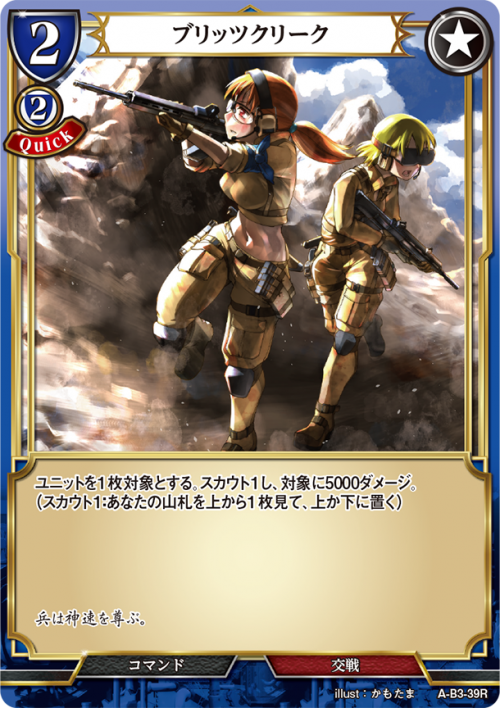 2
ブリッツクリーク
2
Quick
ユニットを1枚対象とする。スカウト1し、対象に5000ダメージ。
(スカウト1:あなたの山札を上から1枚見て、上か下に置く)
兵は神速を尊ぶ。
コマンド
交戦
illust:かもたま
A-B3-39R